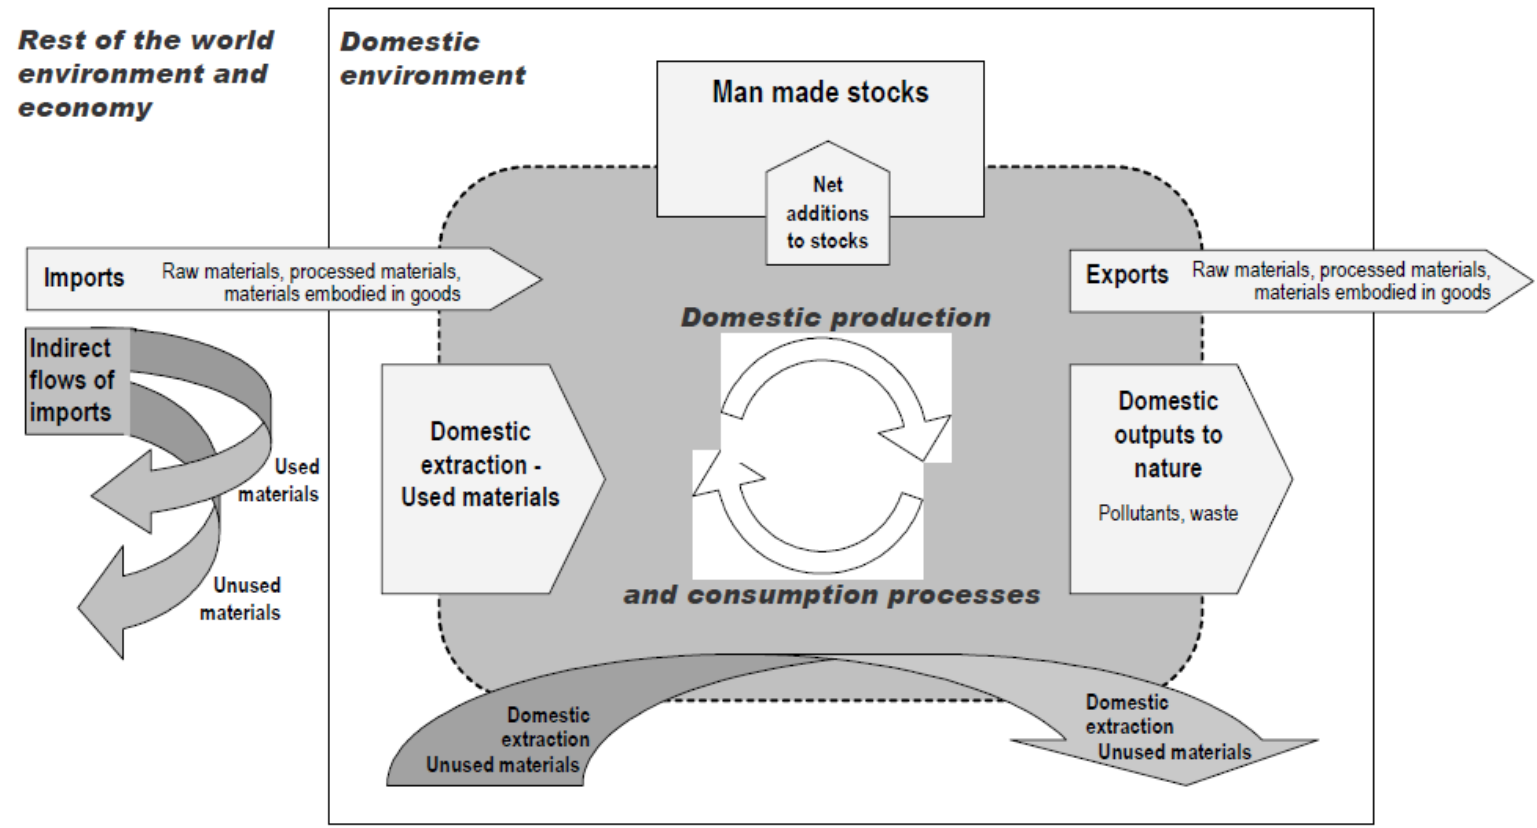 Rest of the world
environment and
economy
Domestic
environment
Man made stocks
Net
additions
to stocks
Imports
Raw materials, processed materials,
materials embodied in goods
Exports
Raw materials, processed materials,
materials embodied in goods
Indirect
flows of
imports
Used
materials
Unused
materials
Domestic production
Domestic
extraction -
Used materials
and consumption processes
Domestic
outputs to
nature
Pollutants, waste
Domestic
extraction
Unused materials
Domestic
extraction
Unused materials